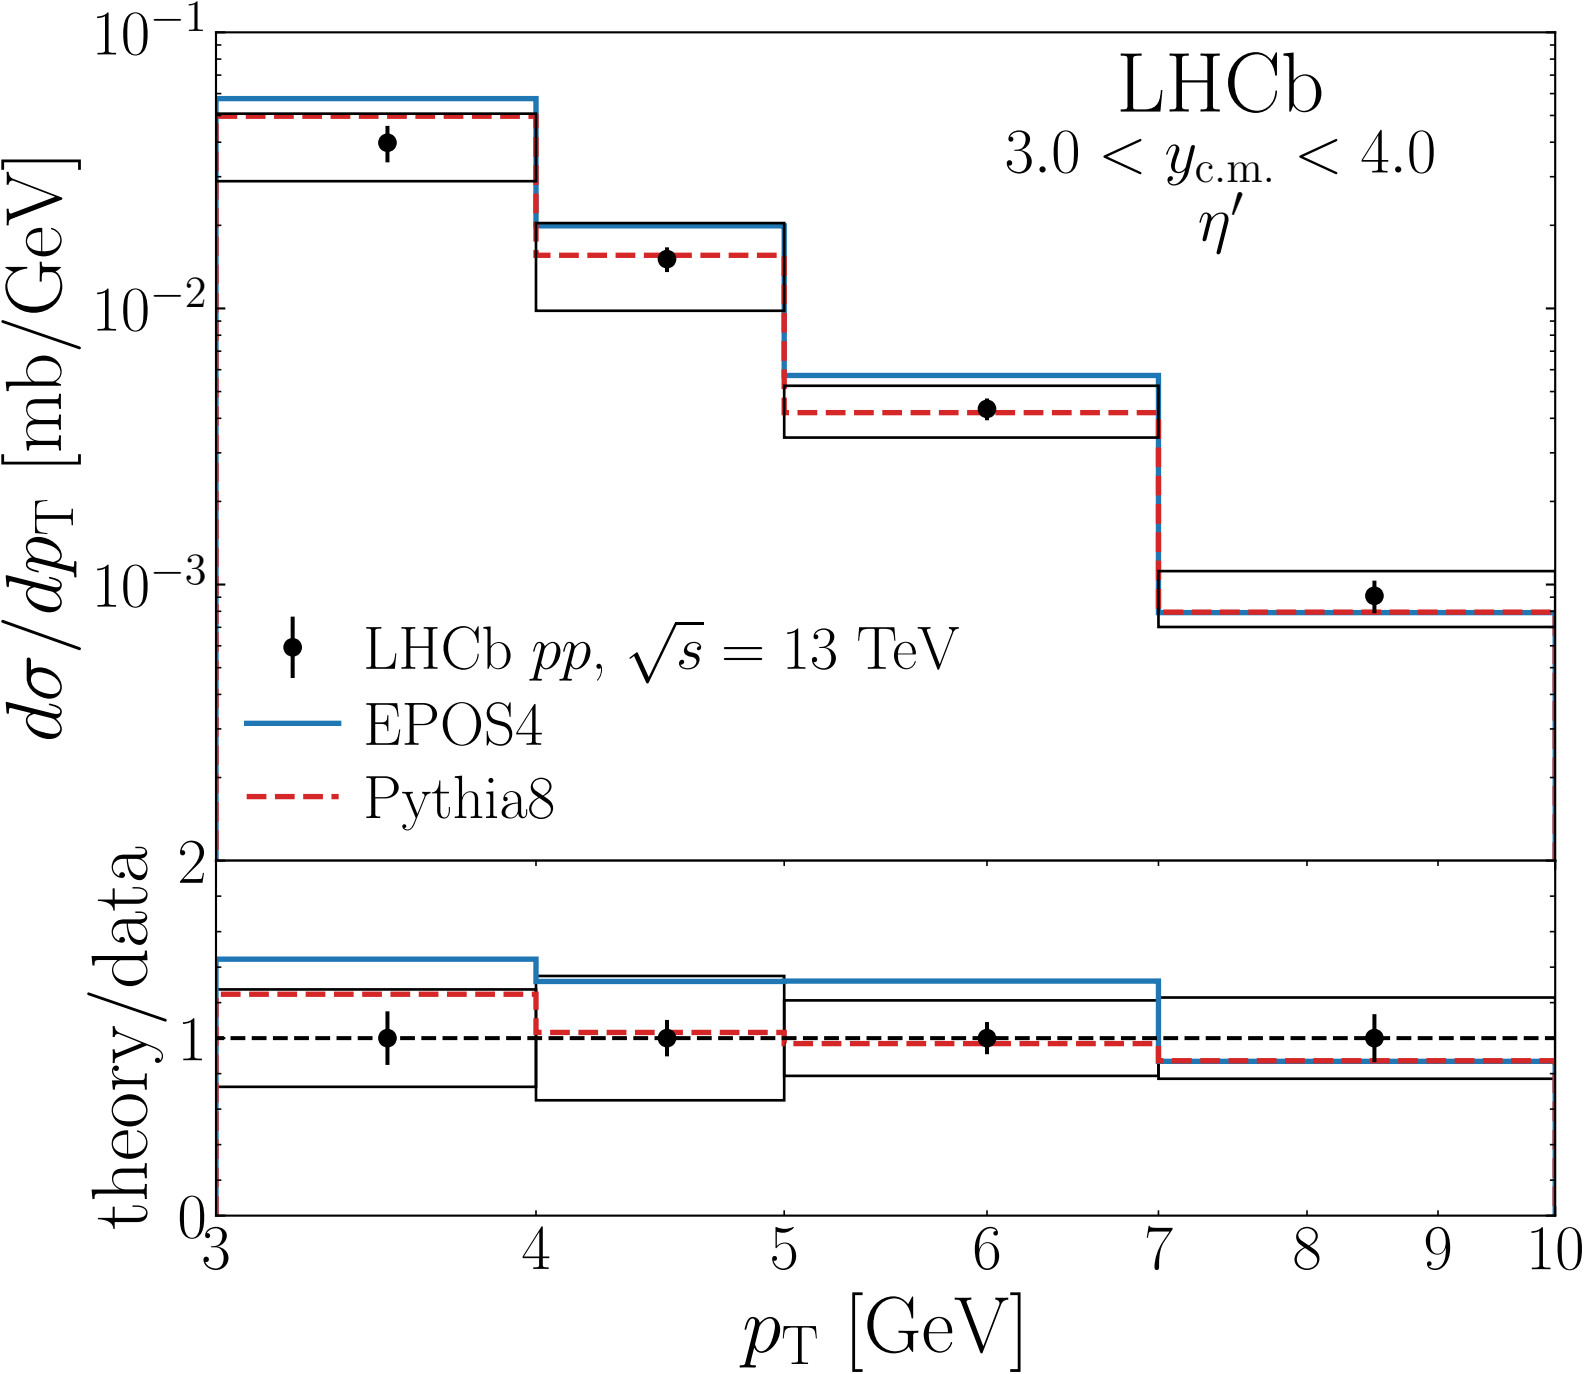 LHCb
3.0 < y_c.m. < 4.0
η′
10⁻¹
10⁻²
10⁻³
dσ/dp_T [mb/GeV]
LHCb pp, √s = 13 TeV
EPOS4
Pythia8
2
1
0
theory/data
3 4 5 6 7 8 9 10
p_T [GeV]